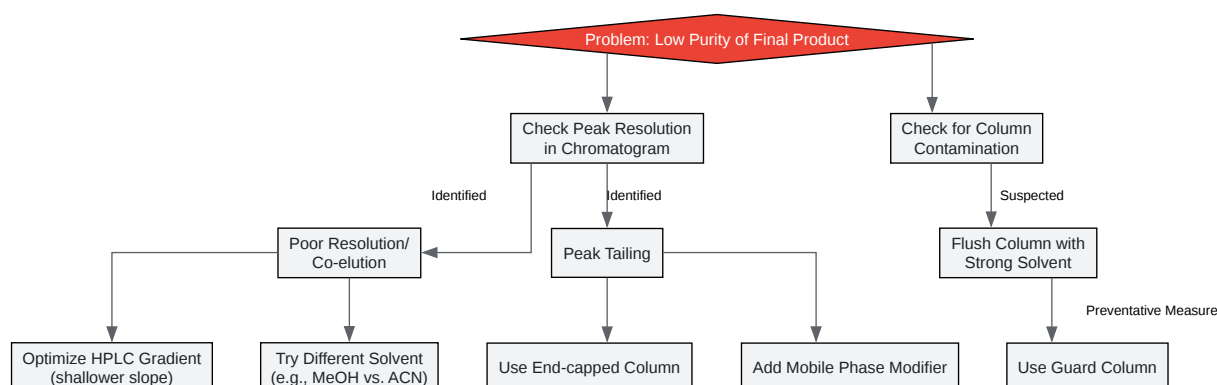 Problem: Low Purity of Final Product
Check Peak Resolution
in Chromatogram
Check for Column
Contamination
Identified
Identified
Suspected
Poor Resolution/
Co-elution
Peak Tailing
Flush Column with
Strong Solvent
Preventative Measure
Optimize HPLC Gradient
(shallower slope)
Try Different Solvent
(e.g., MeOH vs. ACN)
Use End-capped Column
Add Mobile Phase Modifier
Use Guard Column